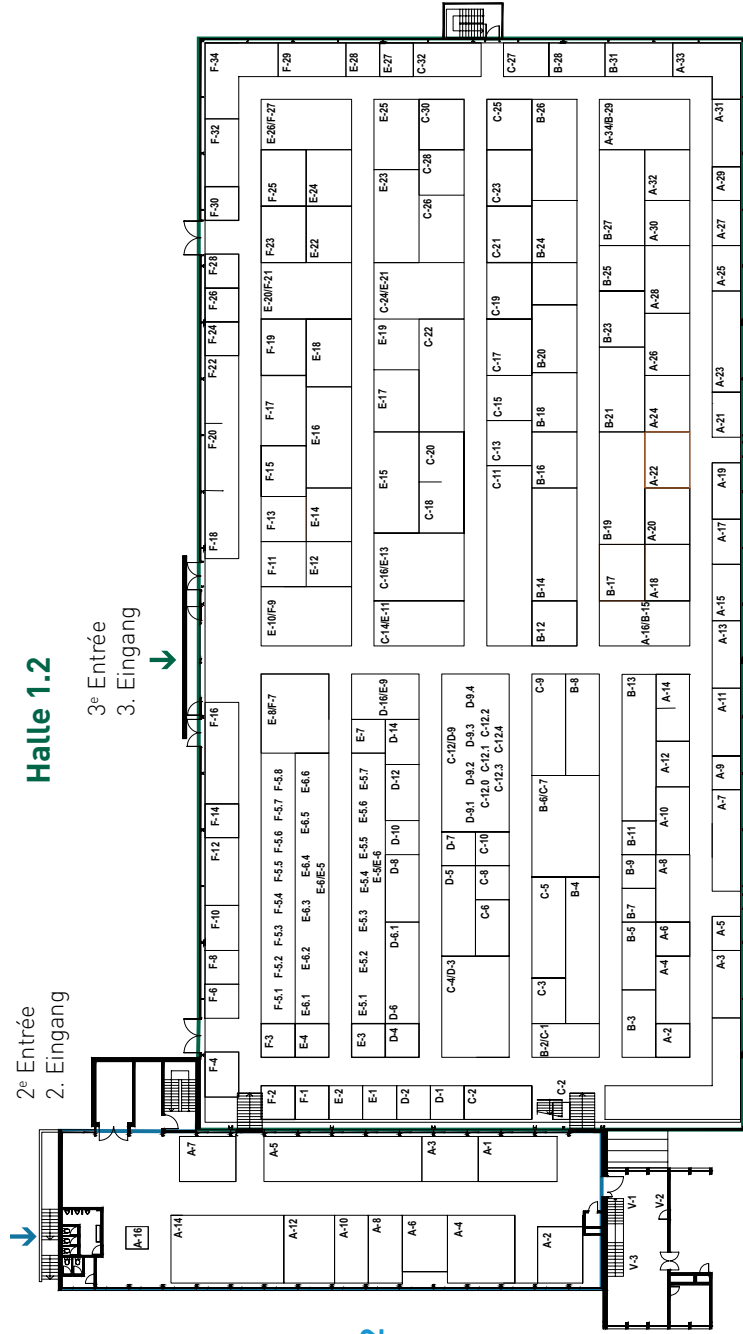 Halle 1.2
3e Entrée
3. Eingang
2e Entrée
2. Eingang
F-34
F-29
E-28
E-27
C-32
C-27
B-28
B-31
A-33
F-32
E-26/F-27
E-25
C-30
C-25
B-26
A-34/B-29
A-31
F-30
F-25
E-24
E-23
C-28
C-26
C-23
A-32
A-29
F-23
E-22
C-21
B-24
B-27
A-30
A-27
F-28
E-20/F-21
C-24/E-21
C-19
B-25
A-28
A-25
F-26
F-24
F-22
F-19
E-18
E-19
C-22
C-17
B-20
B-23
A-26
A-23
F-20
F-17
E-16
E-17
C-15
B-18
B-21
A-24
A-21
F-15
E-15
C-20
C-13
C-11
B-16
A-22
A-19
F-18
F-13
E-14
C-18
B-19
A-20
A-17
F-11
E-12
C-16/E-13
B-14
B-17
A-18
A-15
E-10/F-9
C-14/E-11
B-12
A-16/B-15
A-13
F-16
E-8/F-7
D-16/E-9
C-12/D-9
D-9.1
D-9.2
D-9.3
D-9.4
C-12.0
C-12.1
C-12.2
C-12.3
C-12.4
C-9
B-8
B-13
A-14
A-11
E-7
D-14
F-5.1
F-5.2
F-5.3
F-5.4
F-5.5
F-5.6
F-5.7
F-5.8
E-6.1
E-6.2
E-6.3
E-6.4
E-6.5
E-6.6
E-6/E-5
E-5.1
E-5.2
E-5.3
E-5.4
E-5.5
E-5.6
E-5.7
E-5/E-6
D-12
B-6/C-7
A-12
A-9
F-14
F-12
D-10
D-8
D-7
C-10
B-11
A-10
A-7
F-10
D-6.1
D-5
C-8
C-6
C-5
B-4
B-9
B-7
A-8
F-8
F-6
D-6
C-4/D-3
C-3
B-5
B-3
A-6
A-4
A-5
A-3
F-4
F-3
E-4
E-3
D-4
B-2/C-1
A-2
F-2
F-1
E-2
E-1
D-2
D-1
C-2
C-2
A-7
A-5
A-3
A-1
A-16
A-14
A-12
A-10
A-8
A-6
A-4
A-2
V-1
V-2
V-3